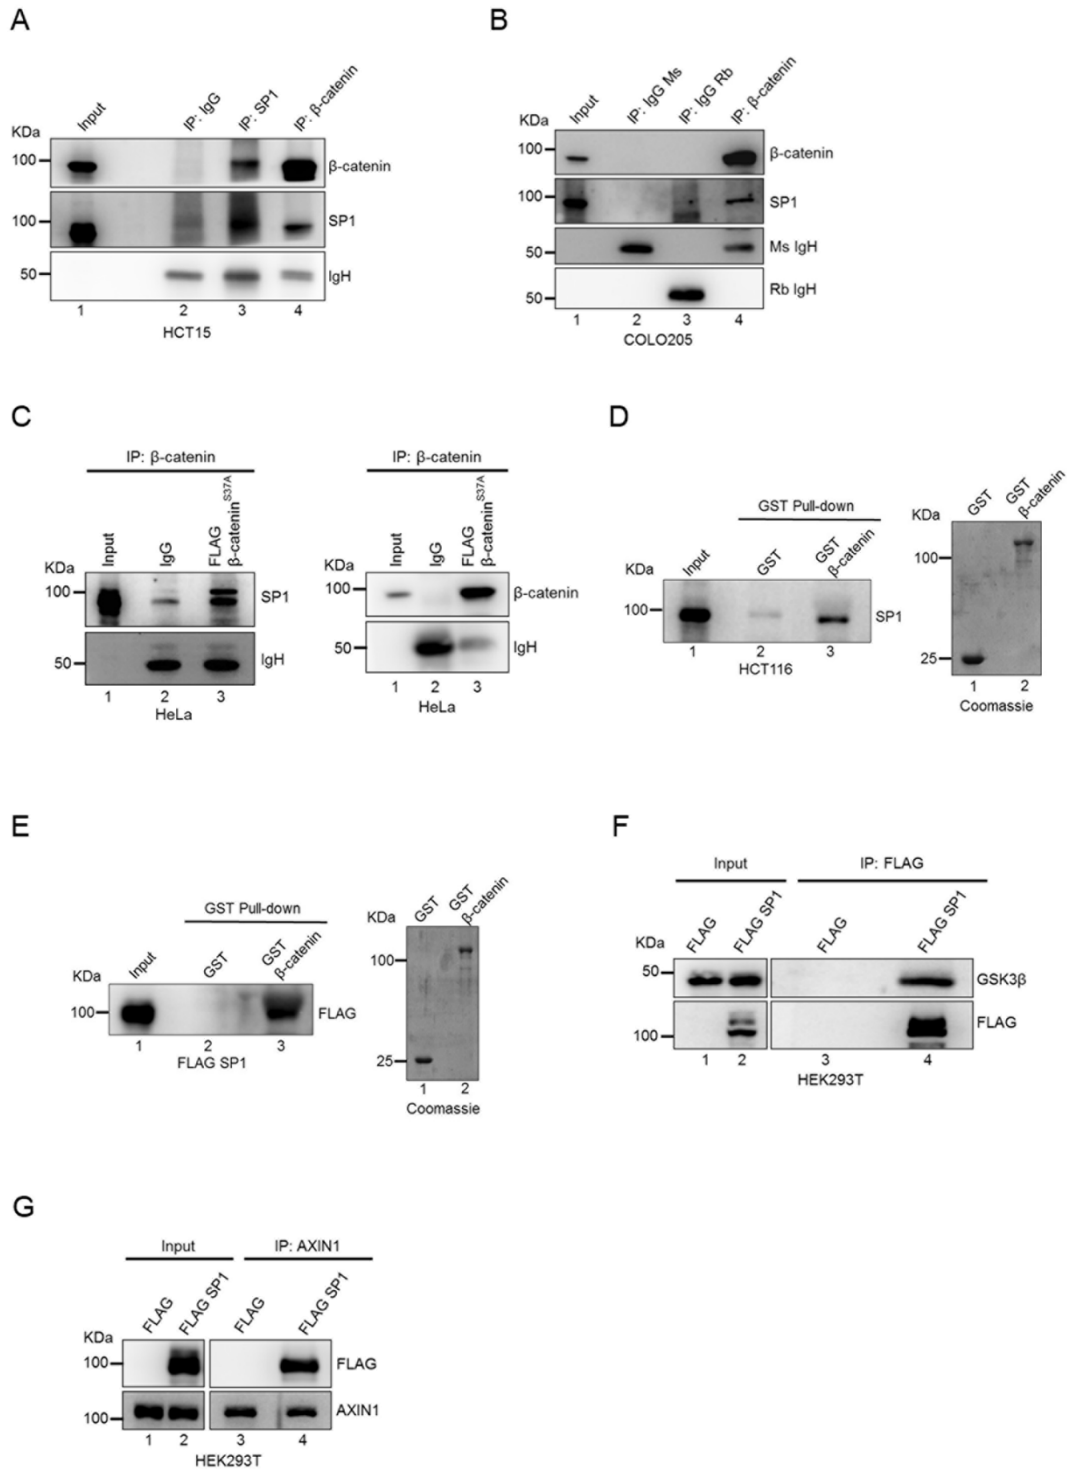 A
Input
IP: IgG
IP: SP1
IP: β-catenin
KDa
100
β-catenin
100
SP1
50
IgH
1 2 3 4
HCT15
B
Input
IP: IgG Ms
IP: IgG Rb
IP: β-catenin
KDa
100
β-catenin
100
SP1
50
Ms IgH
50
Rb IgH
1 2 3 4
COLO205
C
IP: β-catenin
Input
IgG
FLAG
β-cateninS37A
KDa
100
SP1
50
IgH
1 2 3
HeLa
IP: β-catenin
Input
IgG
FLAG
β-cateninS37A
KDa
100
β-catenin
50
IgH
1 2 3
HeLa
D
GST Pull-down
Input
GST
GST
β-catenin
KDa
100
SP1
1 2 3
HCT116
GST
GST
β-catenin
KDa
100
25
1 2
Coomassie
E
GST Pull-down
Input
GST
GST
β-catenin
KDa
100
FLAG
1 2 3
FLAG SP1
GST
GST
β-catenin
KDa
100
25
1 2
Coomassie
F
Input
IP: FLAG
FLAG
FLAG SP1
FLAG
FLAG SP1
KDa
50
GSK3β
100
FLAG
1 2 3 4
HEK293T
G
Input
IP: AXIN1
FLAG
FLAG SP1
FLAG
FLAG SP1
KDa
100
FLAG
100
AXIN1
1 2 3 4
HEK293T